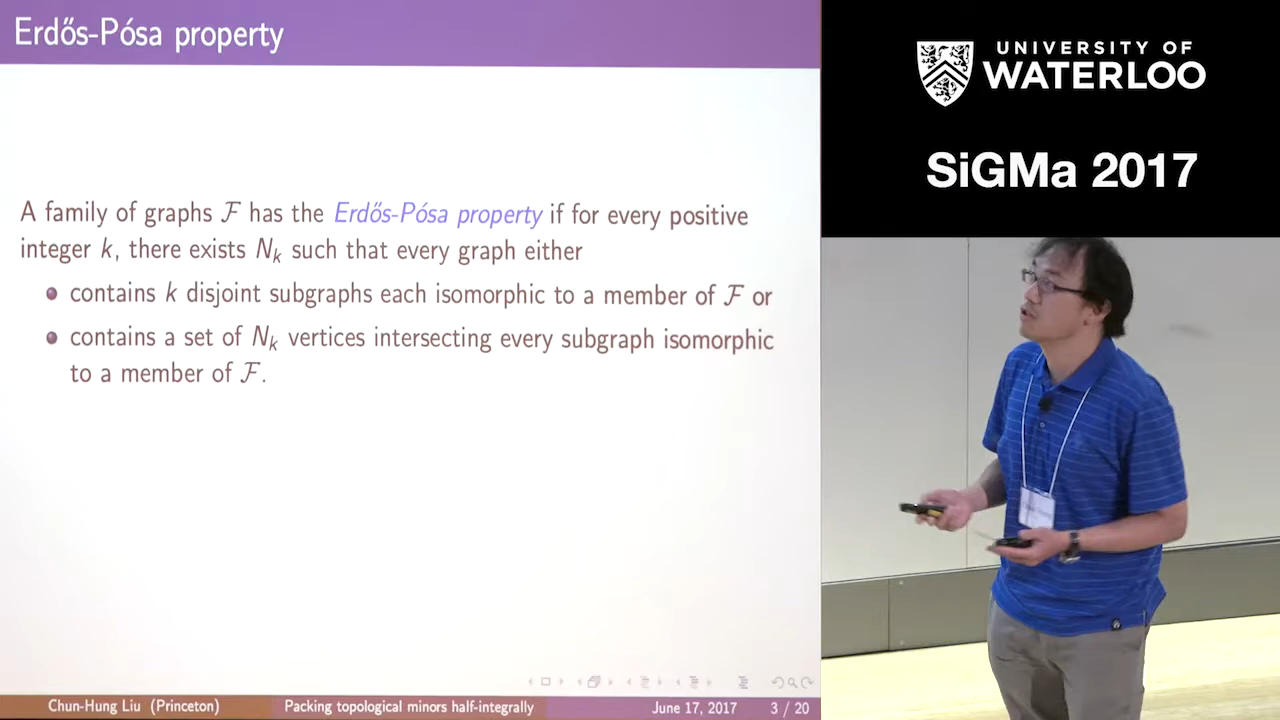 Erdős-Pósa property
A family of graphs ℱ has the Erdős-Pósa property if for every positive
integer k, there exists Nₖ such that every graph either
contains k disjoint subgraphs each isomorphic to a member of ℱ or
contains a set of Nₖ vertices intersecting every subgraph isomorphic
to a member of ℱ.
Chun-Hung Liu (Princeton)
Packing topological minors half-integrally
June 17, 2017
3 / 20
UNIVERSITY OF
WATERLOO
SiGMa 2017